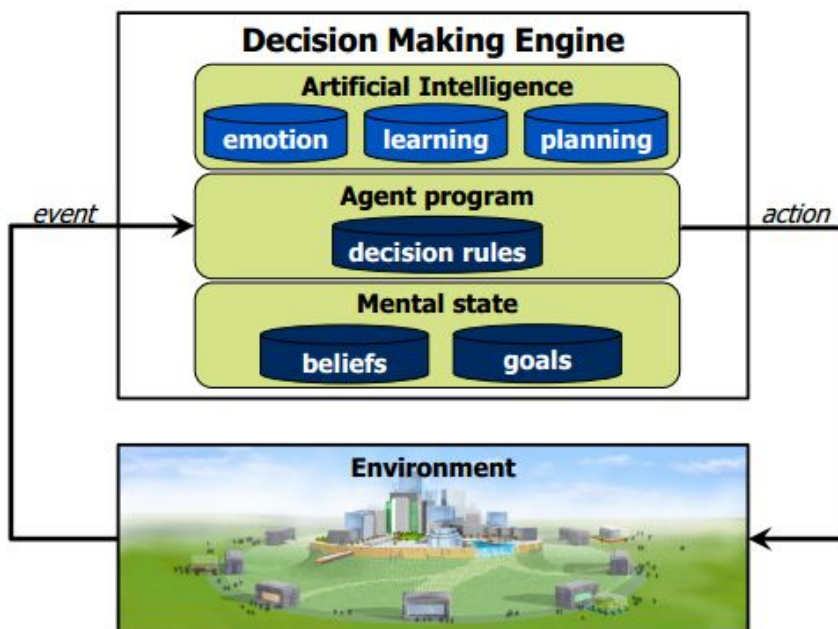 Decision Making Engine
Artificial Intelligence
emotion learning planning
Agent program
event
action
decision rules
Mental state
beliefs goals
Environment